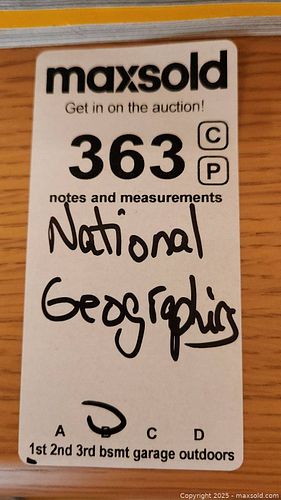 maxsold
Get in on the auction!
363 C
P
notes and measurements
National
Geographics
A B C D
1st 2nd 3rd bsmt garage outdoors
Copyright 2025 - maxsold.com